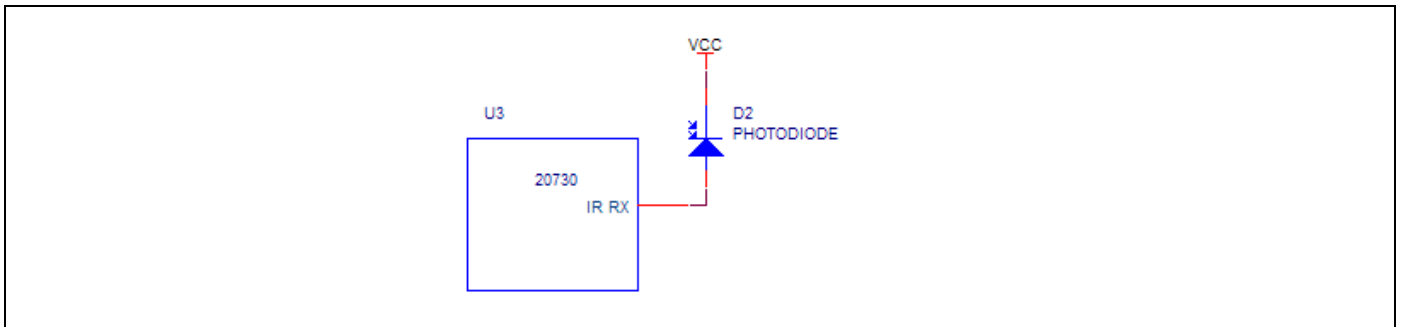 VCC
U3
D2
PHOTODIODE
20730
IR RX